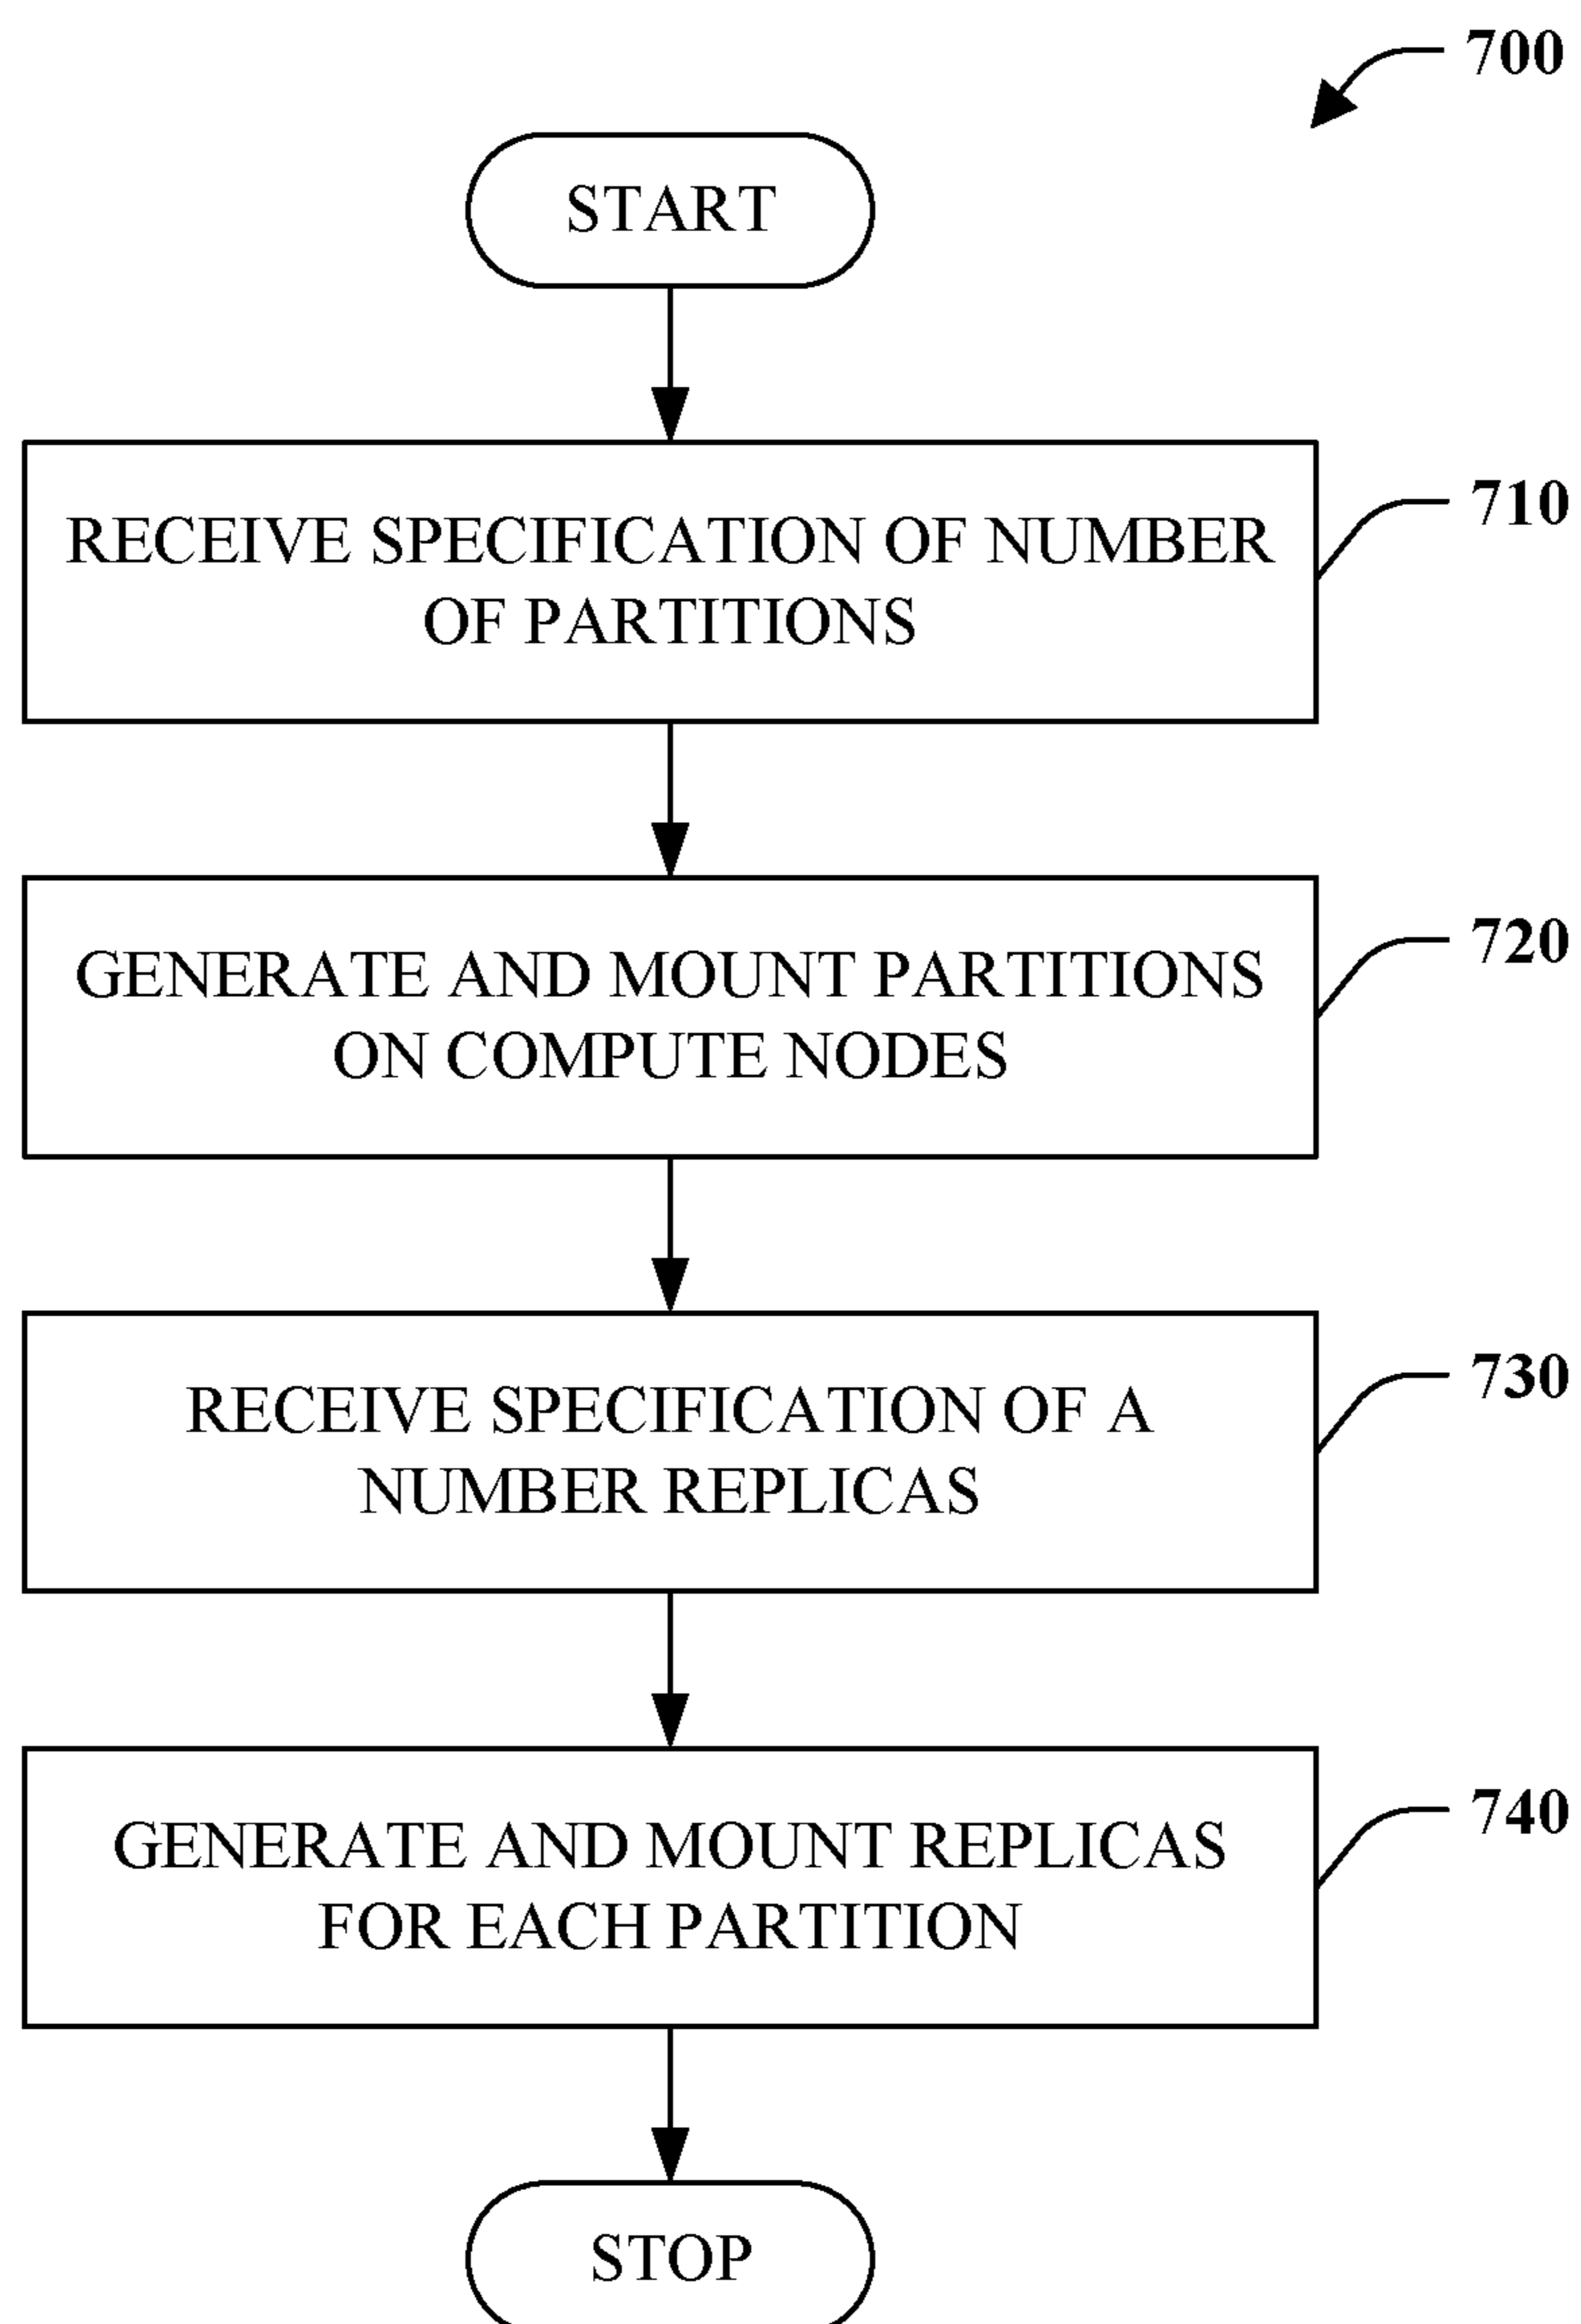 700
START
RECEIVE SPECIFICATION OF NUMBER
OF PARTITIONS
710
GENERATE AND MOUNT PARTITIONS
ON COMPUTE NODES
720
RECEIVE SPECIFICATION OF A
NUMBER REPLICAS
730
GENERATE AND MOUNT REPLICAS
FOR EACH PARTITION
740
STOP